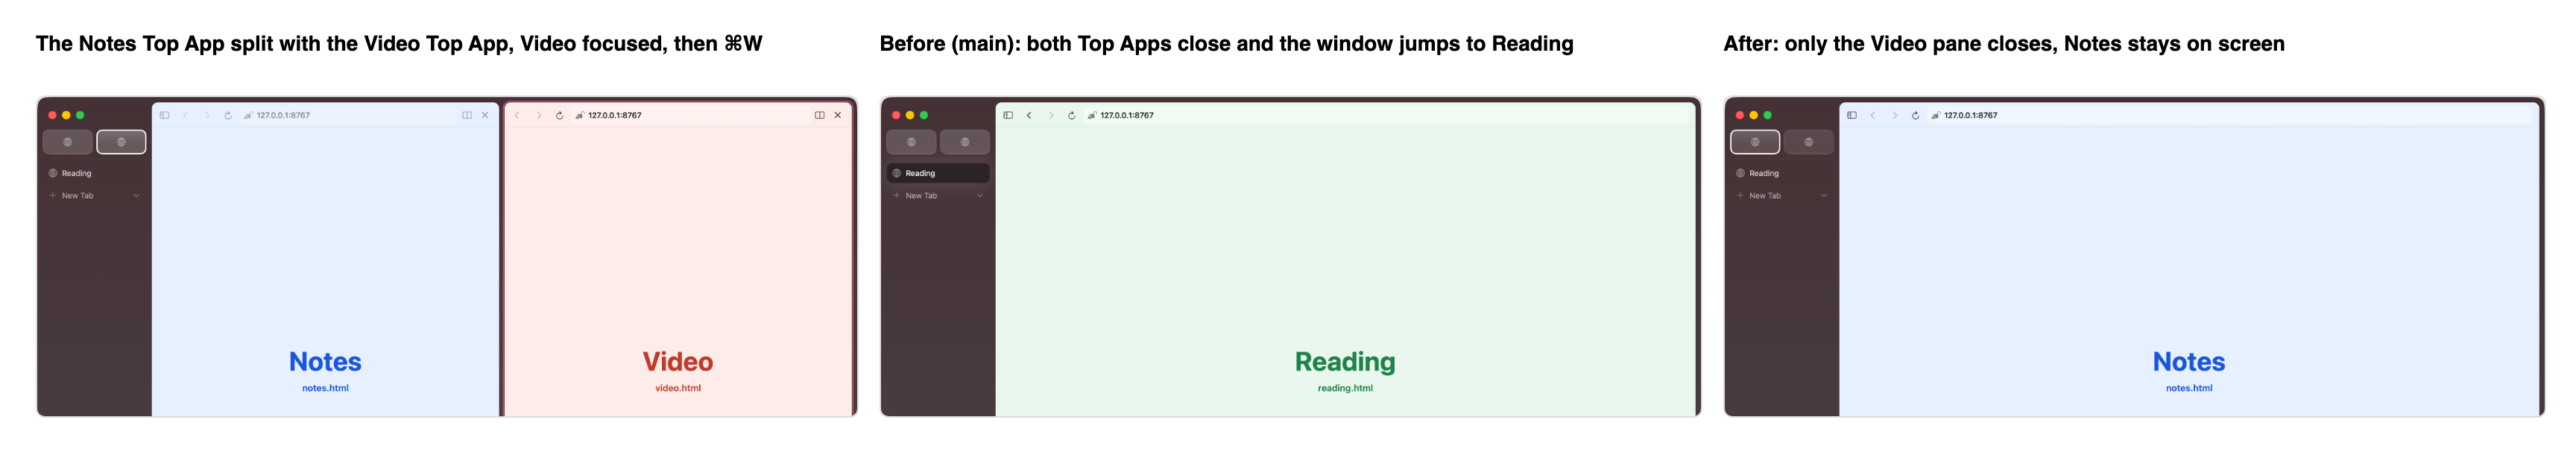 The Notes Top App split with the Video Top App, Video focused, then ⌘W
127.0.0.1:8767
127.0.0.1:8767
Reading
New Tab
Notes
notes.html
Video
video.html
Before (main): both Top Apps close and the window jumps to Reading
127.0.0.1:8767
Reading
New Tab
Reading
reading.html
After: only the Video pane closes, Notes stays on screen
127.0.0.1:8767
Reading
New Tab
Notes
notes.html